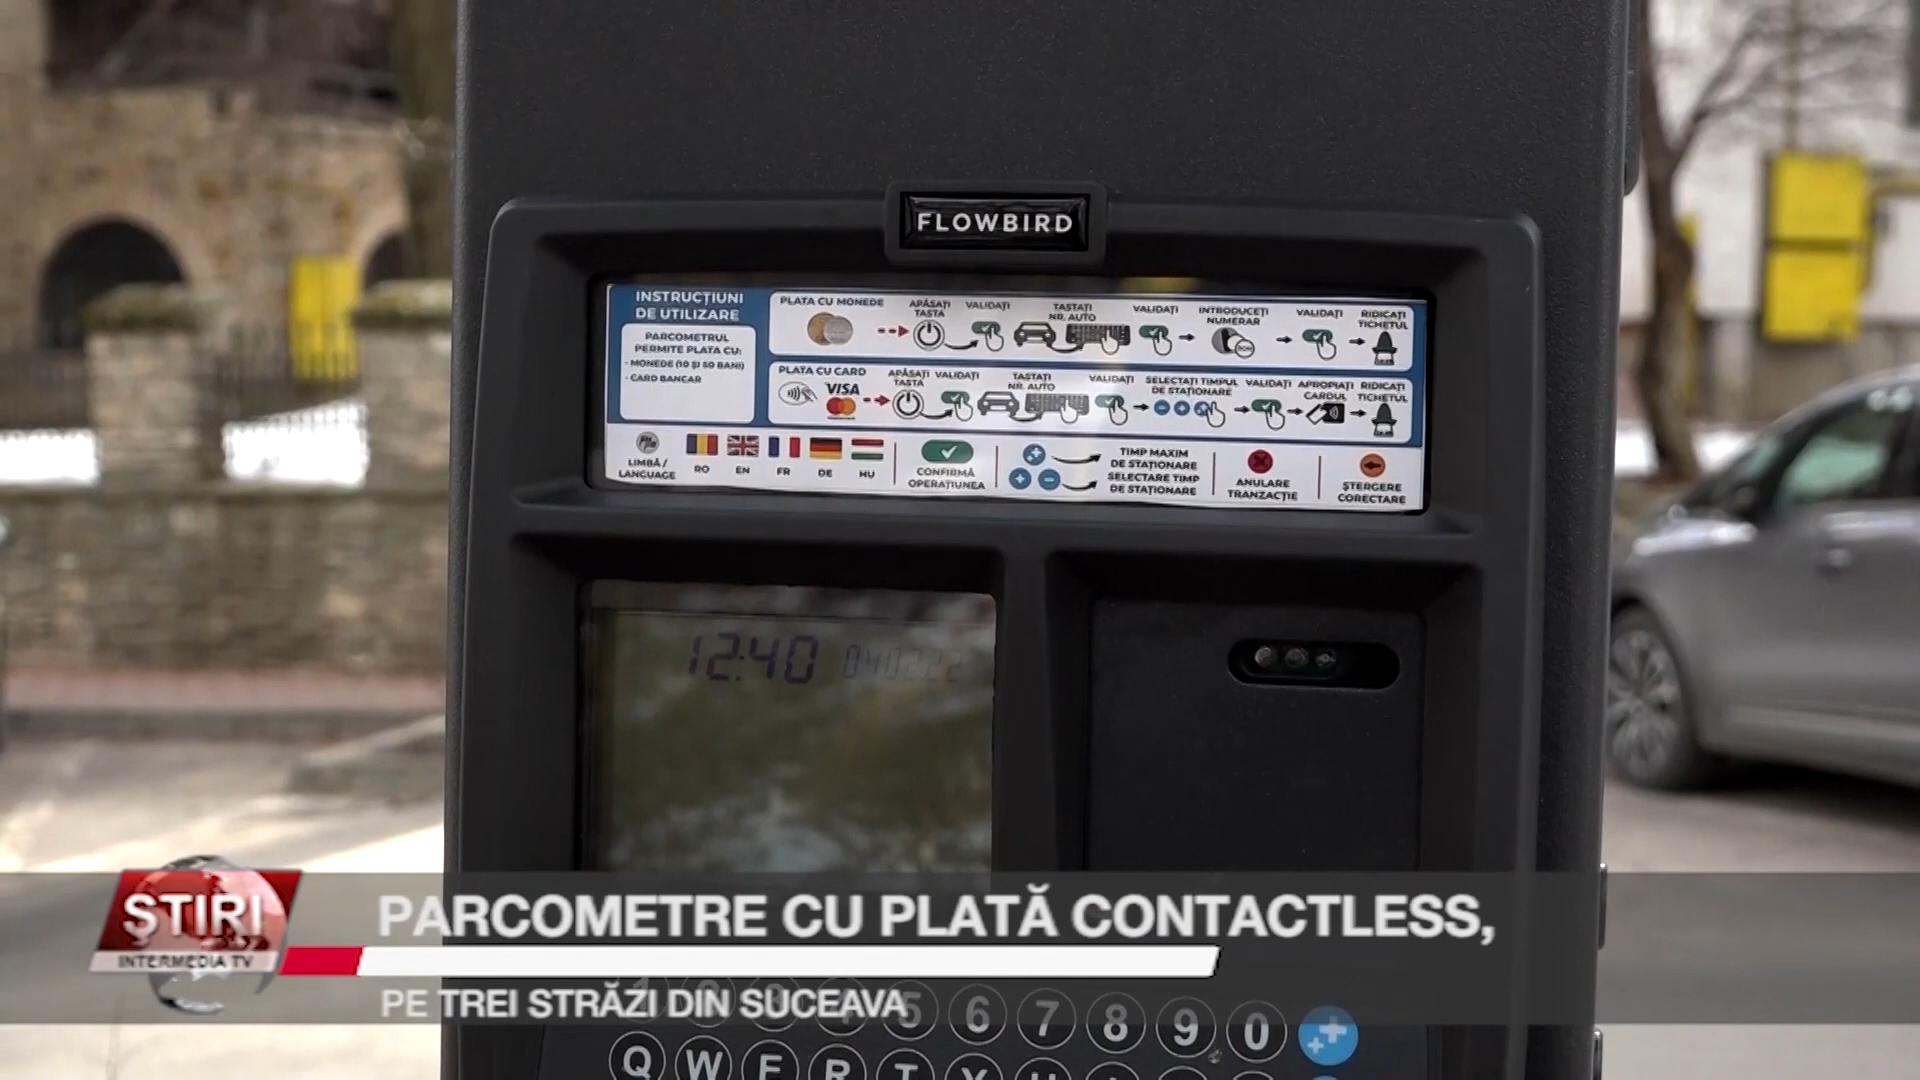 FLOWBIRD
INSTRUCȚIUNI
DE UTILIZARE
PARCOMETRUL
PERMITE PLATA CU:
- MONEDE (10 ȘI 50 BANI)
- CARD BANCAR
PLATA CU MONEDE
APĂSAȚI
TASTA
VALIDAȚI
TASTAȚI
NR. AUTO
VALIDAȚI
INTRODUCEȚI
NUMERAR
VALIDAȚI
RIDICAȚI
TICHETUL
PLATA CU CARD
VISA
APĂSAȚI
TASTA
VALIDAȚI
TASTAȚI
NR. AUTO
VALIDAȚI
SELECTAȚI TIMPUL
DE STAȚIONARE
VALIDAȚI
APROPIAȚI
CARDUL
RIDICAȚI
TICHETUL
LIMBĂ/
LANGUAGE
RO
EN
FR
DE
HU
CONFIRMĂ
OPERAȚIUNEA
TIMP MAXIM
DE STAȚIONARE
SELECTARE TIMP
DE STAȚIONARE
ANULARE
TRANZACȚIE
ȘTERGERE
CORECTARE
12:40 04.02.22
ȘTIRI
INTERMEDIA TV
PARCOMETRE CU PLATĂ CONTACTLESS,
PE TREI STRĂZI DIN SUCEAVA
5 6 7 8 9 0
Q W E R T Y